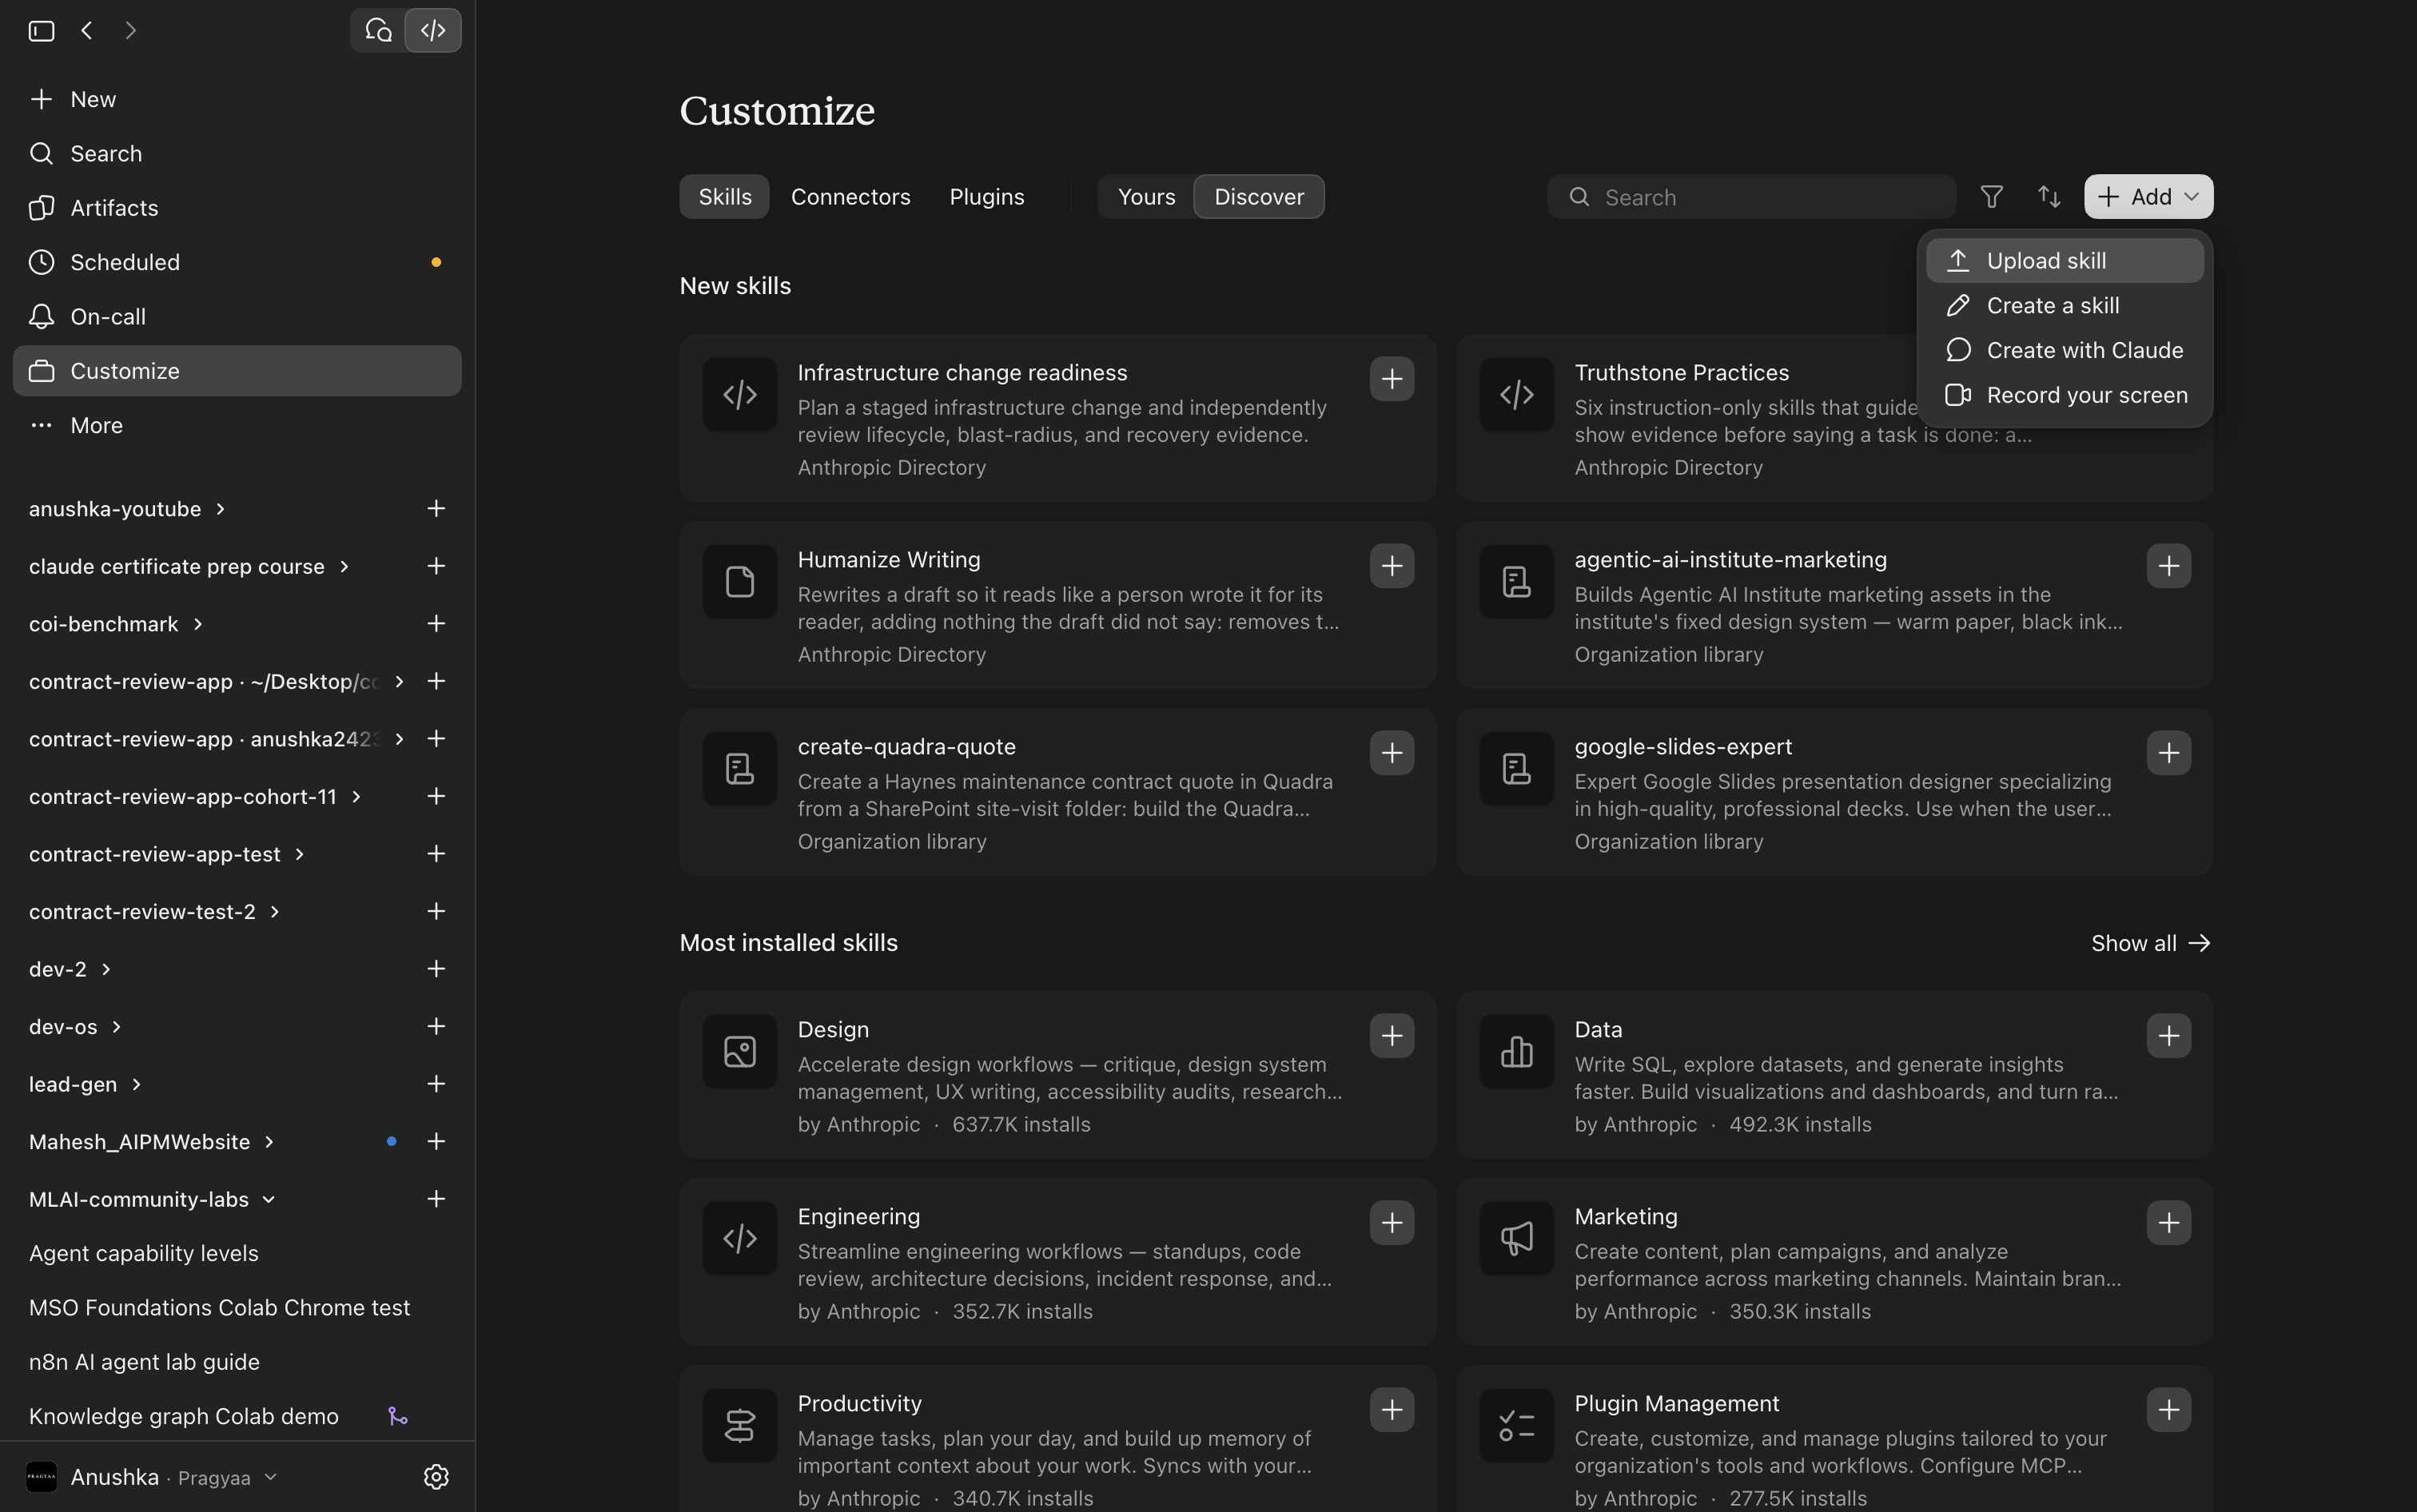 New
Search
Artifacts
Scheduled
On-call
Customize
More
anushka-youtube
claude certificate prep course
coi-benchmark
contract-review-app · ~/Desktop/cc
contract-review-app · anushka2423
contract-review-app-cohort-11
contract-review-app-test
contract-review-test-2
dev-2
dev-os
lead-gen
Mahesh_AIPMWebsite
MLAI-community-labs
Agent capability levels
MSO Foundations Colab Chrome test
n8n AI agent lab guide
Knowledge graph Colab demo
PRAGYAA
Anushka · Pragyaa
Customize
Skills
Connectors
Plugins
Yours
Discover
Search
Add
Upload skill
Create a skill
Create with Claude
Record your screen
New skills
Infrastructure change readiness
Plan a staged infrastructure change and independently
review lifecycle, blast-radius, and recovery evidence.
Anthropic Directory
Truthstone Practices
Six instruction-only skills that guide
show evidence before saying a task is done: a...
Anthropic Directory
Humanize Writing
Rewrites a draft so it reads like a person wrote it for its
reader, adding nothing the draft did not say: removes t...
Anthropic Directory
agentic-ai-institute-marketing
Builds Agentic AI Institute marketing assets in the
institute's fixed design system — warm paper, black ink...
Organization library
create-quadra-quote
Create a Haynes maintenance contract quote in Quadra
from a SharePoint site-visit folder: build the Quadra...
Organization library
google-slides-expert
Expert Google Slides presentation designer specializing
in high-quality, professional decks. Use when the user...
Organization library
Most installed skills
Show all
Design
Accelerate design workflows — critique, design system
management, UX writing, accessibility audits, research...
by Anthropic · 637.7K installs
Data
Write SQL, explore datasets, and generate insights
faster. Build visualizations and dashboards, and turn ra...
by Anthropic · 492.3K installs
Engineering
Streamline engineering workflows — standups, code
review, architecture decisions, incident response, and...
by Anthropic · 352.7K installs
Marketing
Create content, plan campaigns, and analyze
performance across marketing channels. Maintain bran...
by Anthropic · 350.3K installs
Productivity
Manage tasks, plan your day, and build up memory of
important context about your work. Syncs with your...
by Anthropic · 340.7K installs
Plugin Management
Create, customize, and manage plugins tailored to your
organization's tools and workflows. Configure MCP...
by Anthropic · 277.5K installs